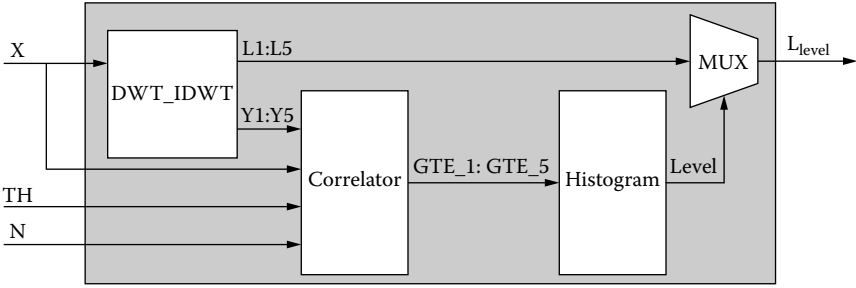 X
L1:L5
MUX
L_level
DWT_IDWT
Y1:Y5
TH
Correlator
GTE_1: GTE_5
Histogram
Level
N